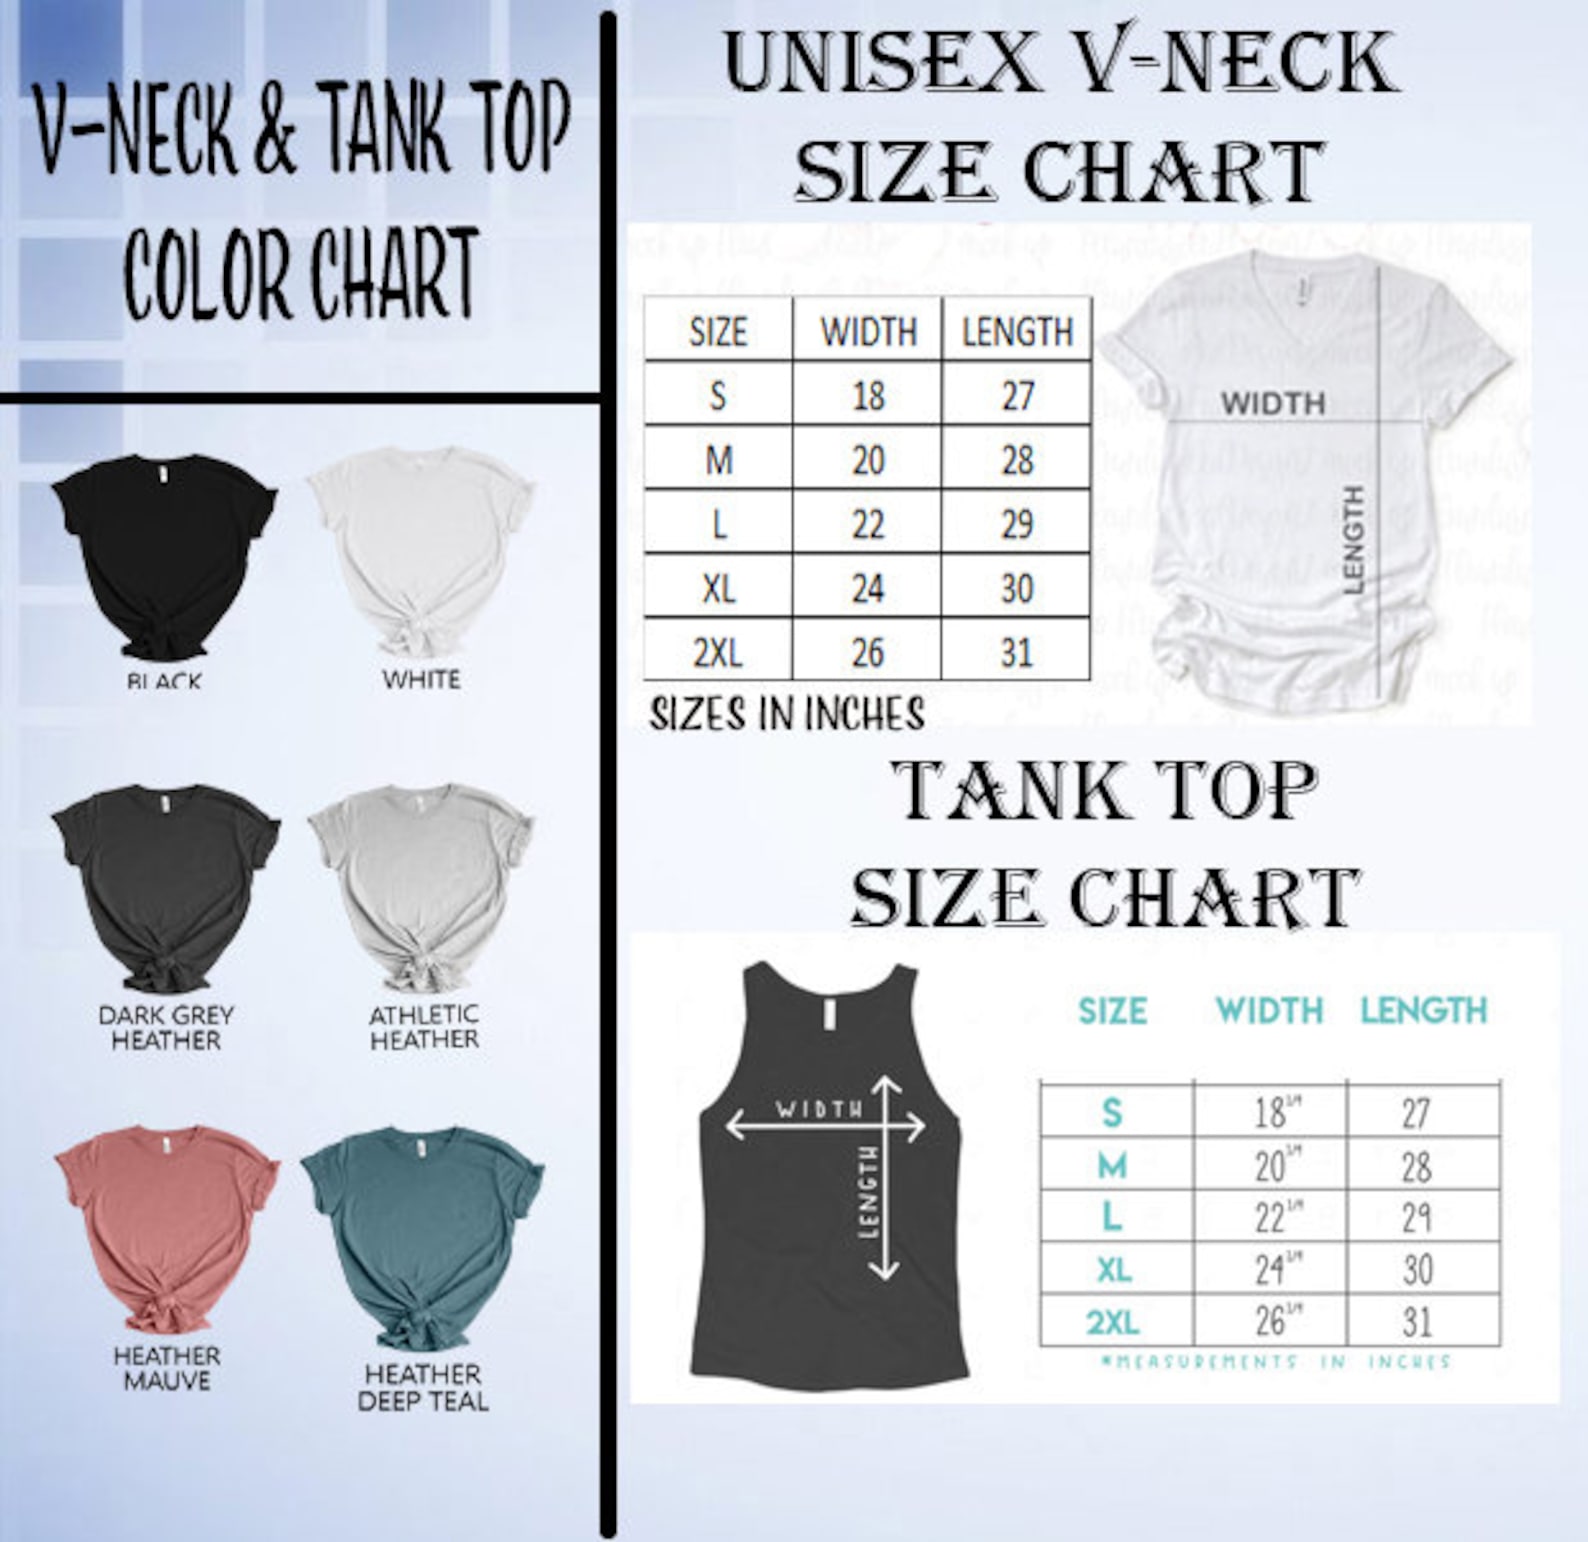 V-NECK & TANK TOP
COLOR CHART
BLACK
WHITE
DARK GREY
HEATHER
ATHLETIC
HEATHER
HEATHER
MAUVE
HEATHER
DEEP TEAL
UNISEX V-NECK
SIZE CHART
SIZE WIDTH LENGTH
S 18 27
M 20 28
L 22 29
XL 24 30
2XL 26 31
SIZES IN INCHES
WIDTH
LENGTH
TANK TOP
SIZE CHART
WIDTH
LENGTH
SIZE WIDTH LENGTH
S 18 1/4 27
M 20 1/4 28
L 22 1/4 29
XL 24 1/4 30
2XL 26 1/4 31
*MEASUREMENTS IN INCHES